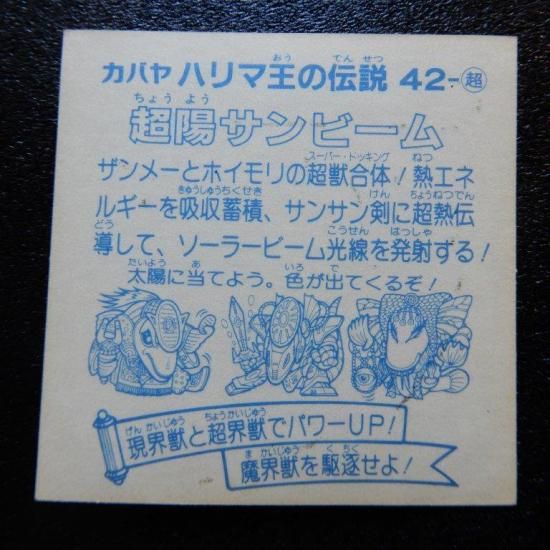 カバヤ ハリマ王の伝説 42-超
超陽サンビーム
ザンメーとホイモリの超獣合体！熱エネ
ルギーを吸収蓄積、サンサン剣に超熱伝
導して、ソーラービーム光線を発射する！
太陽に当てよう。色が出てくるぞ！
現界獣と超界獣でパワーUP！
魔界獣を駆逐せよ！